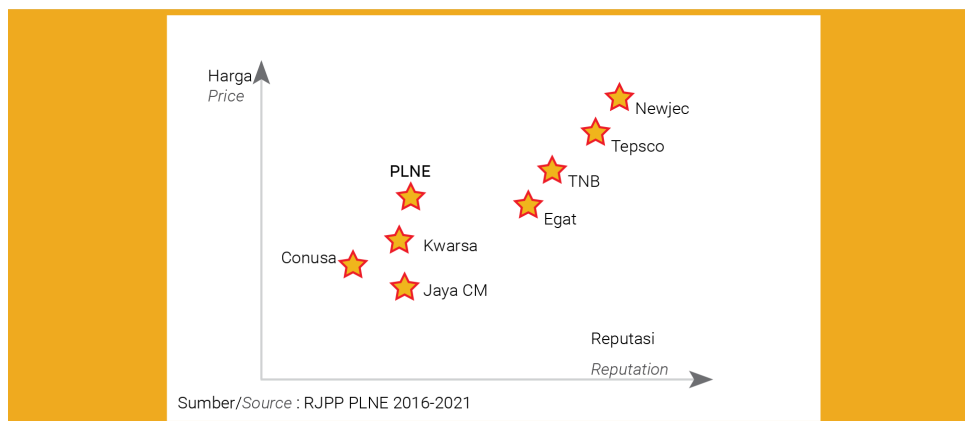 Harga
Price
Newjec
Tepsco
PLNE
TNB
Egat
Kwarsa
Conusa
Jaya CM
Reputasi
Reputation
Sumber/Source : RJPP PLNE 2016-2021